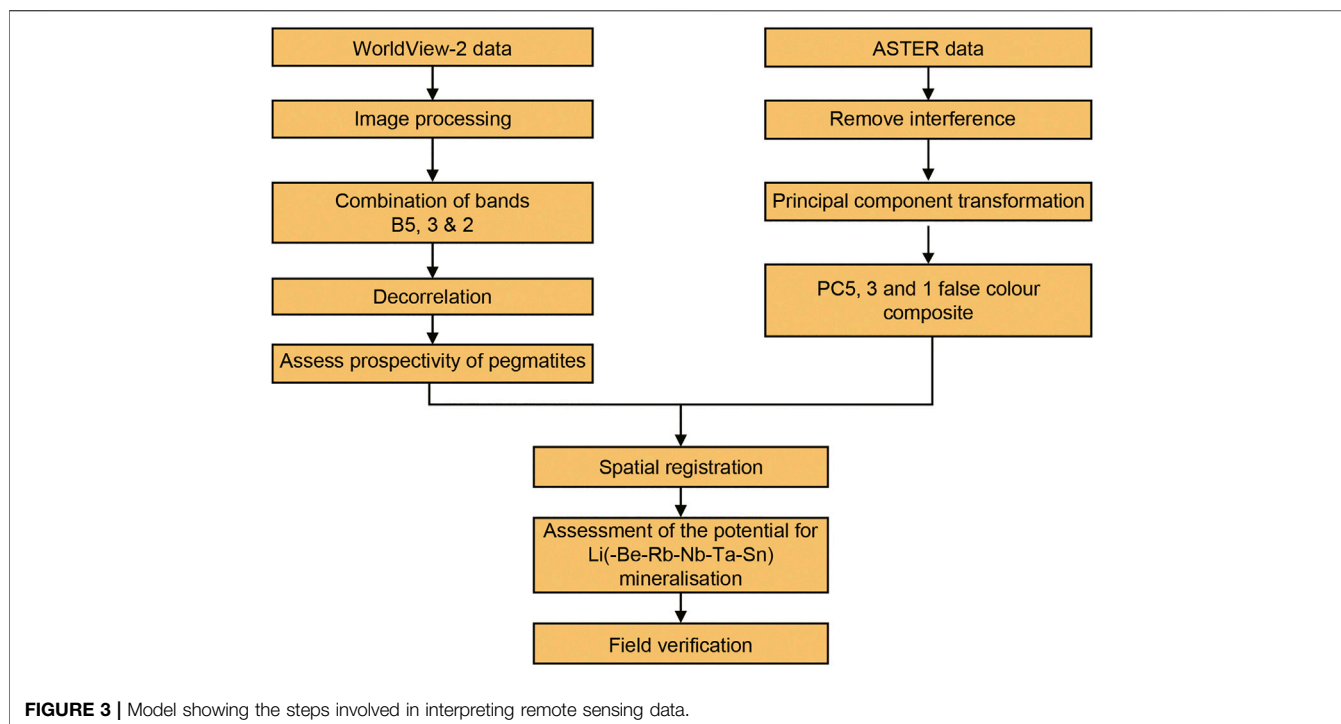 WorldView-2 data
Image processing
Combination of bands
B5, 3 & 2
Decorrelation
Assess prospectivity of pegmatites
ASTER data
Remove interference
Principal component transformation
PC5, 3 and 1 false colour
composite
Spatial registration
Assessment of the potential for
Li(-Be-Rb-Nb-Ta-Sn)
mineralisation
Field verification
FIGURE 3 | Model showing the steps involved in interpreting remote sensing data.